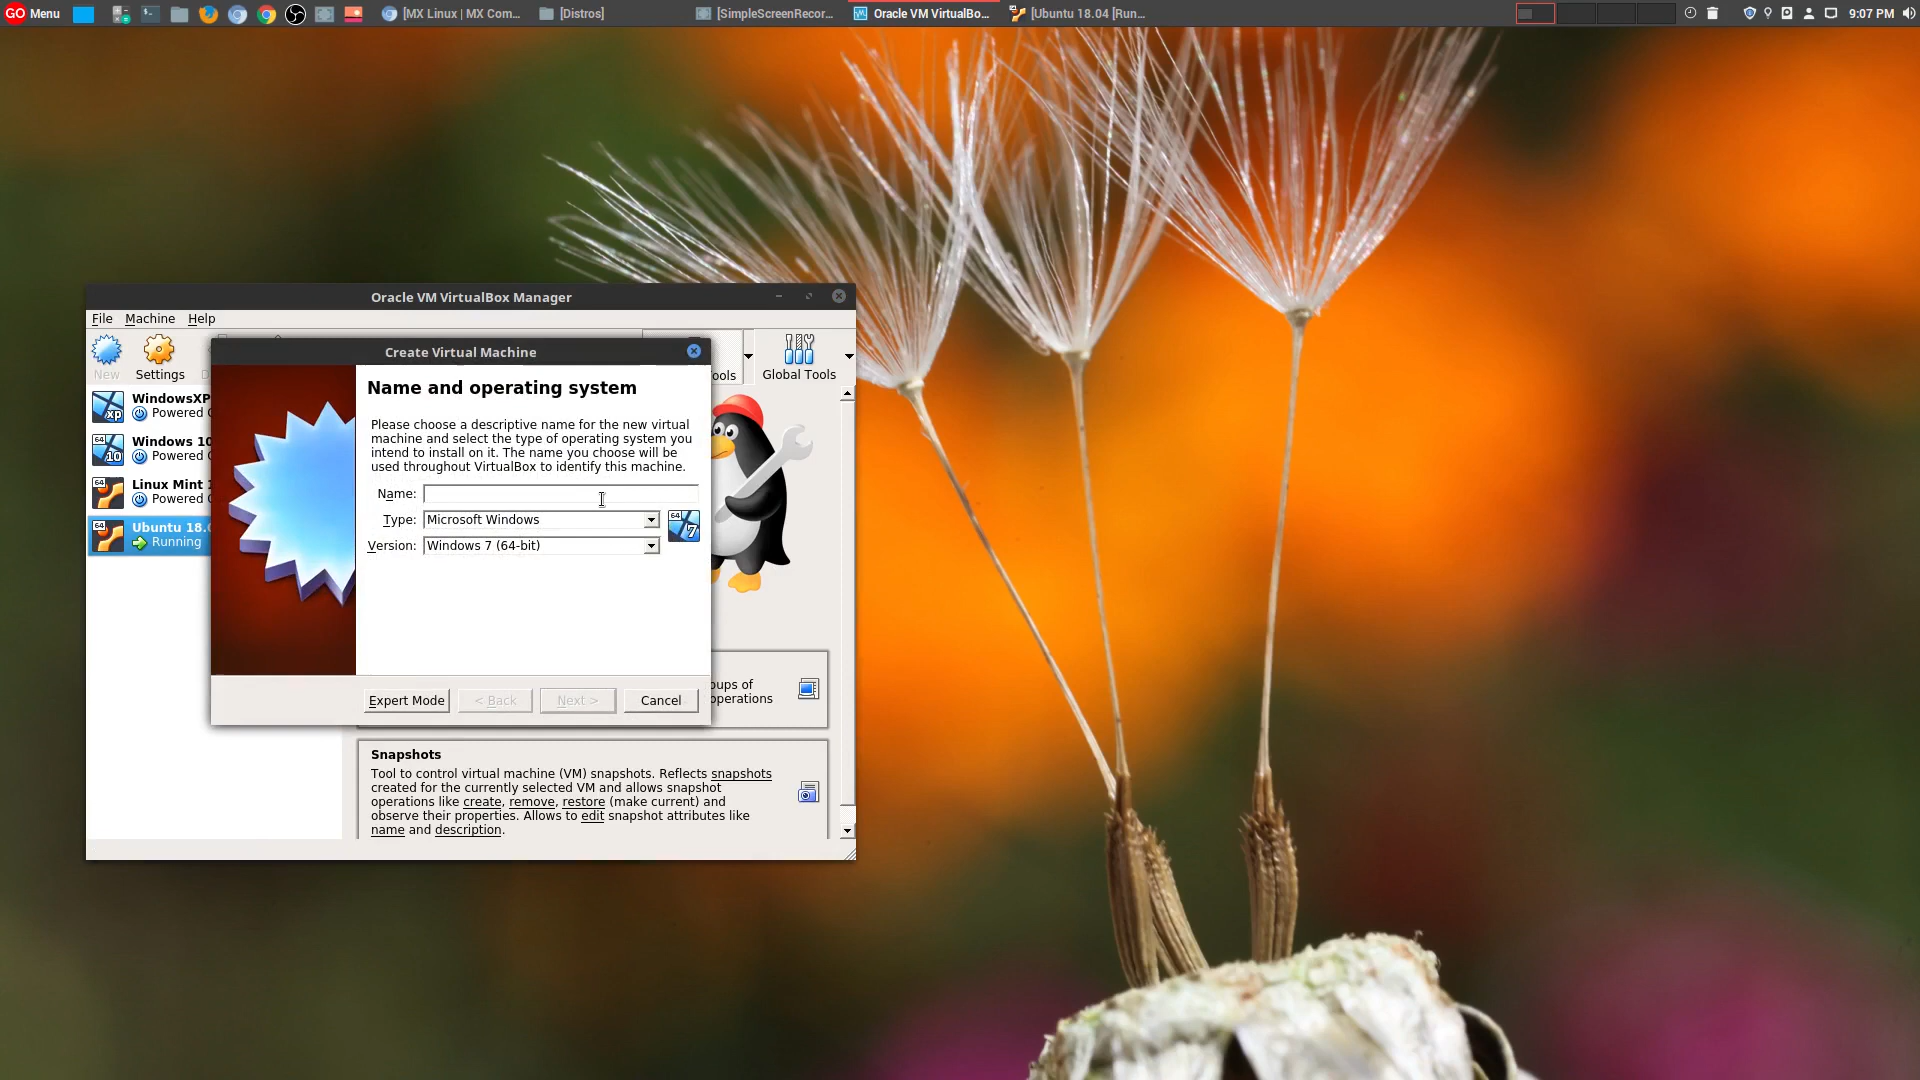 GO Menu
[MX Linux | MX Com...
[Distros]
[SimpleScreenRecor...
Oracle VM VirtualBo...
[Ubuntu 18.04 [Run...
9:07 PM
Oracle VM VirtualBox Manager
File Machine Help
New
Settings
D
ools
Global Tools
WindowsXP
Powered O
Windows 10
Powered O
Linux Mint 1
Powered O
Ubuntu 18.0
Running
Create Virtual Machine
Name and operating system
Please choose a descriptive name for the new virtual
machine and select the type of operating system you
intend to install on it. The name you choose will be
used throughout VirtualBox to identify this machine.
Name:
Type: Microsoft Windows
Version: Windows 7 (64-bit)
64
7
Expert Mode
< Back
Next >
Cancel
oups of
operations
Snapshots
Tool to control virtual machine (VM) snapshots. Reflects snapshots
created for the currently selected VM and allows snapshot
operations like create, remove, restore (make current) and
observe their properties. Allows to edit snapshot attributes like
name and description.